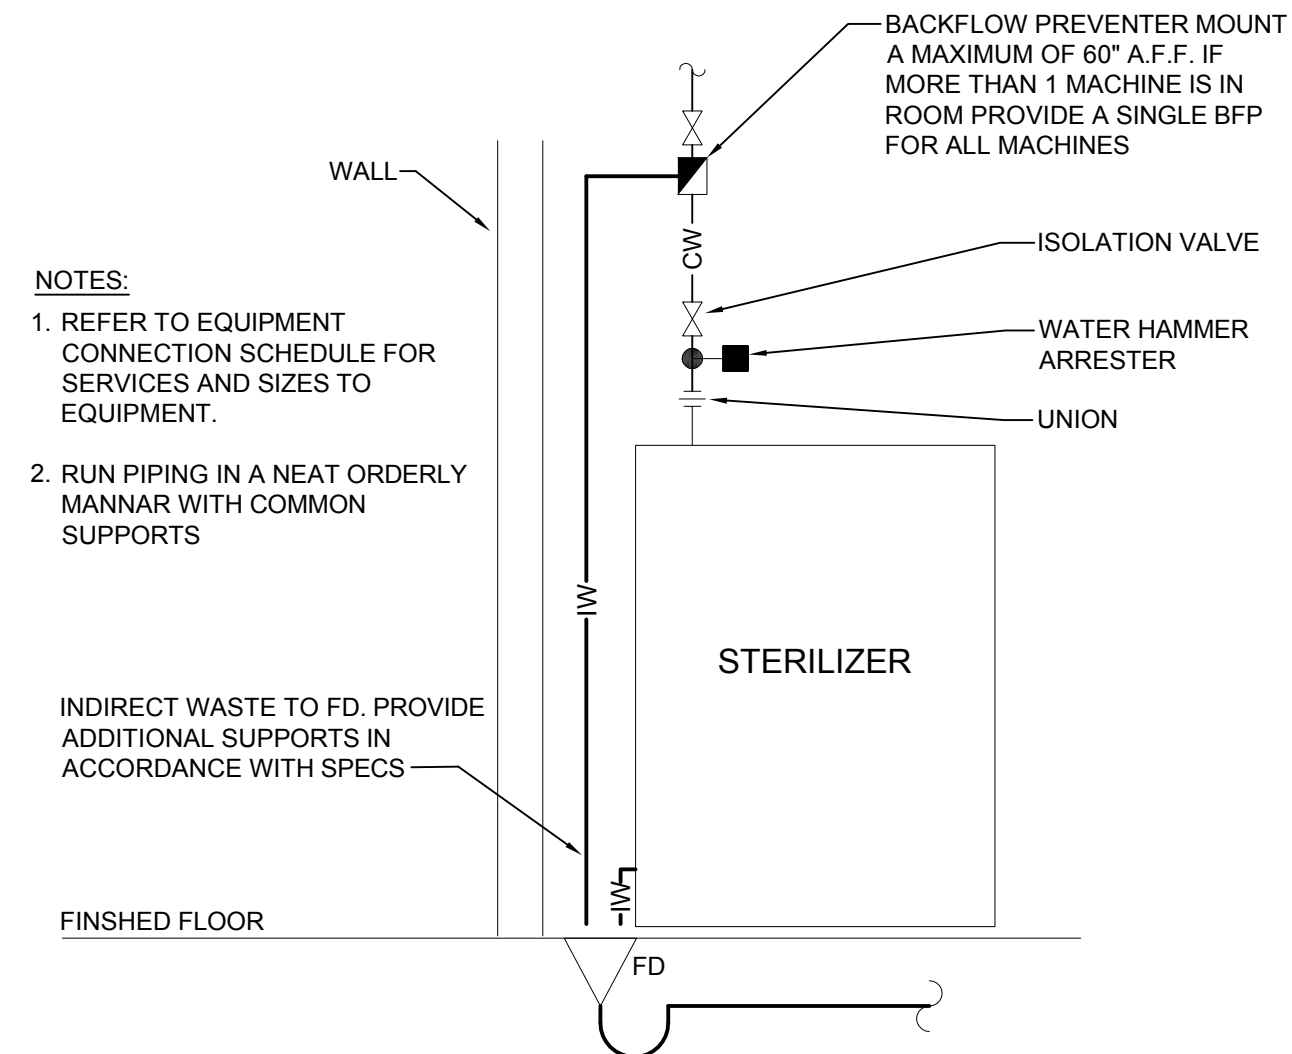 BACKFLOW PREVENTER MOUNT
A MAXIMUM OF 60" A.F.F. IF
MORE THAN 1 MACHINE IS IN
ROOM PROVIDE A SINGLE BFP
FOR ALL MACHINES
WALL
CW
ISOLATION VALVE
NOTES:
1. REFER TO EQUIPMENT
CONNECTION SCHEDULE FOR
SERVICES AND SIZES TO
EQUIPMENT.
WATER HAMMER
ARRESTER
UNION
2. RUN PIPING IN A NEAT ORDERLY
MANNAR WITH COMMON
SUPPORTS
IW
STERILIZER
INDIRECT WASTE TO FD. PROVIDE
ADDITIONAL SUPPORTS IN
ACCORDANCE WITH SPECS
IW
FINSHED FLOOR
FD